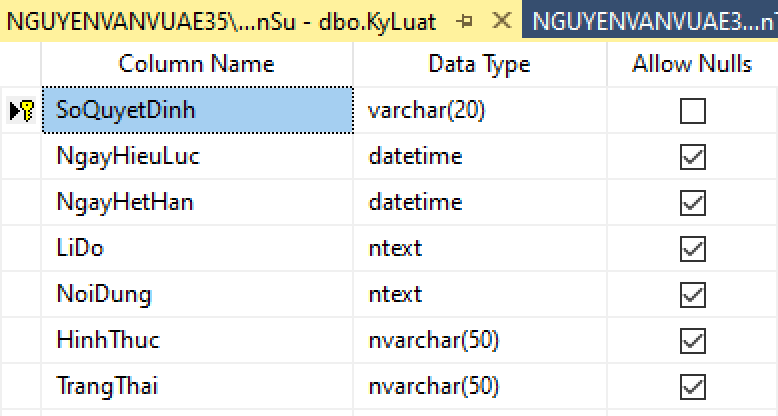 NGUYENVANVUAE35\...nSu - dbo.KyLuat NGUYENVANVUAE3...n
Column Name Data Type Allow Nulls
SoQuyetDinh varchar(20)
NgayHieuLuc datetime
NgayHetHan datetime
LiDo ntext
NoiDung ntext
HinhThuc nvarchar(50)
TrangThai nvarchar(50)